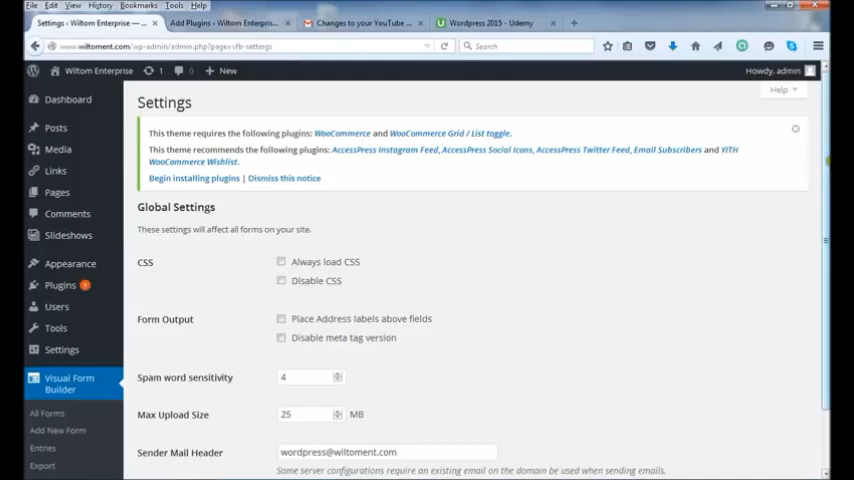 File Edit View History Bookmarks Tools Help
Settings ‹ Wiltom Enterprise —...
Add Plugins ‹ Wiltom Enterpris...
Changes to your YouTube ...
Wordpress 2015 - Udemy
www.wiltoment.com/wp-admin/admin.php?page=vfb-settings
Search
Wiltom Enterprise 1 0 + New
Howdy, admin
Help
Dashboard
Posts
Media
Links
Pages
Comments
Slideshows
Appearance
Plugins 1
Users
Tools
Settings
Visual Form
Builder
All Forms
Add New Form
Entries
Export
Settings
This theme requires the following plugins: WooCommerce and WooCommerce Grid / List toggle.
This theme recommends the following plugins: AccessPress Instagram Feed, AccessPress Social Icons, AccessPress Twitter Feed, Email Subscribers and YITH
WooCommerce Wishlist.
Begin installing plugins | Dismiss this notice
Global Settings
These settings will affect all forms on your site.
CSS
Always load CSS
Disable CSS
Form Output
Place Address labels above fields
Disable meta tag version
Spam word sensitivity
4
Max Upload Size
25 MB
Sender Mail Header
wordpress@wiltoment.com
Some server configurations require an existing email on the domain be used when sending emails.